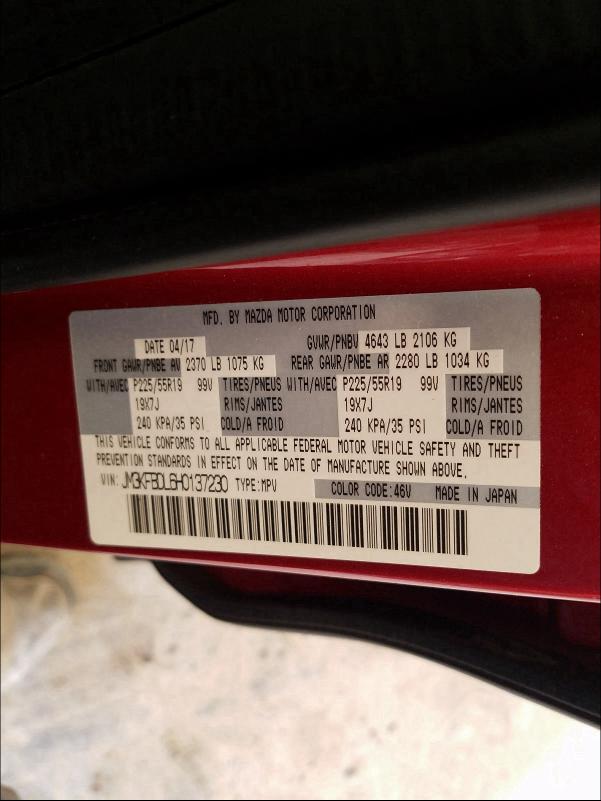 MFD. BY MAZDA MOTOR CORPORATION
DATE 04/17 GVWR/PNBV 4643 LB 2106 KG
FRONT GAWR/PNBE AV 2370 LB 1075 KG REAR GAWR/PNBE AR 2280 LB 1034 KG
WITH/AVEC P225/55R19 99V TIRES/PNEUS WITH/AVEC P225/55R19 99V TIRES/PNEUS
19X7J RIMS/JANTES 19X7J RIMS/JANTES
240 KPA/35 PSI COLD/A FROID 240 KPA/35 PSI COLD/A FROID
THIS VEHICLE CONFORMS TO ALL APPLICABLE FEDERAL MOTOR VEHICLE SAFETY AND THEFT
PREVENTION STANDARDS IN EFFECT ON THE DATE OF MANUFACTURE SHOWN ABOVE.
VIN: JM3KFBDL6H0137230 TYPE:MPV COLOR CODE:46V MADE IN JAPAN